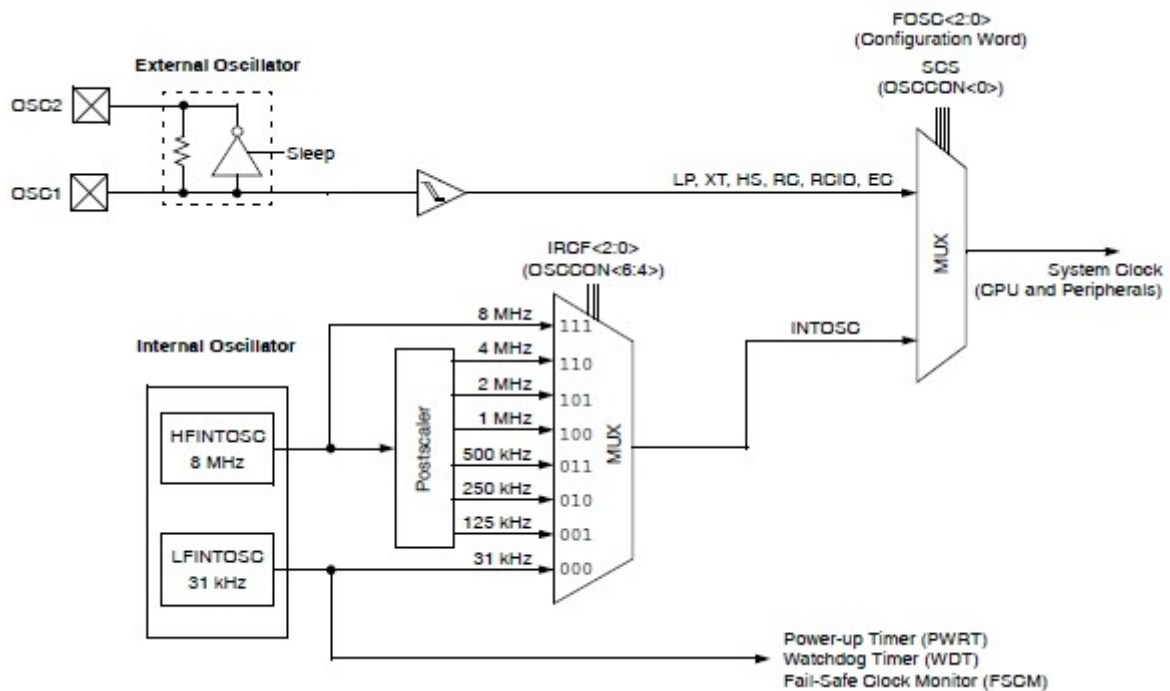 FOSC<2:0>
(Configuration Word)
SCS
(OSCCON<0>)
External Oscillator
OSC2
Sleep
OSC1
LP, XT, HS, RC, RCIO, EC
IRCF<2:0>
(OSCCON<6:4>)
MUX
System Clock
(CPU and Peripherals)
8 MHz
111
INTOSC
Internal Oscillator
4 MHz
110
2 MHz
101
1 MHz
100
HFINTOSC
8 MHz
Postscaler
MUX
500 kHz
011
250 kHz
010
125 kHz
001
LFINTOSC
31 kHz
31 kHz
000
Power-up Timer (PWRT)
Watchdog Timer (WDT)
Fail-Safe Clock Monitor (FSCM)